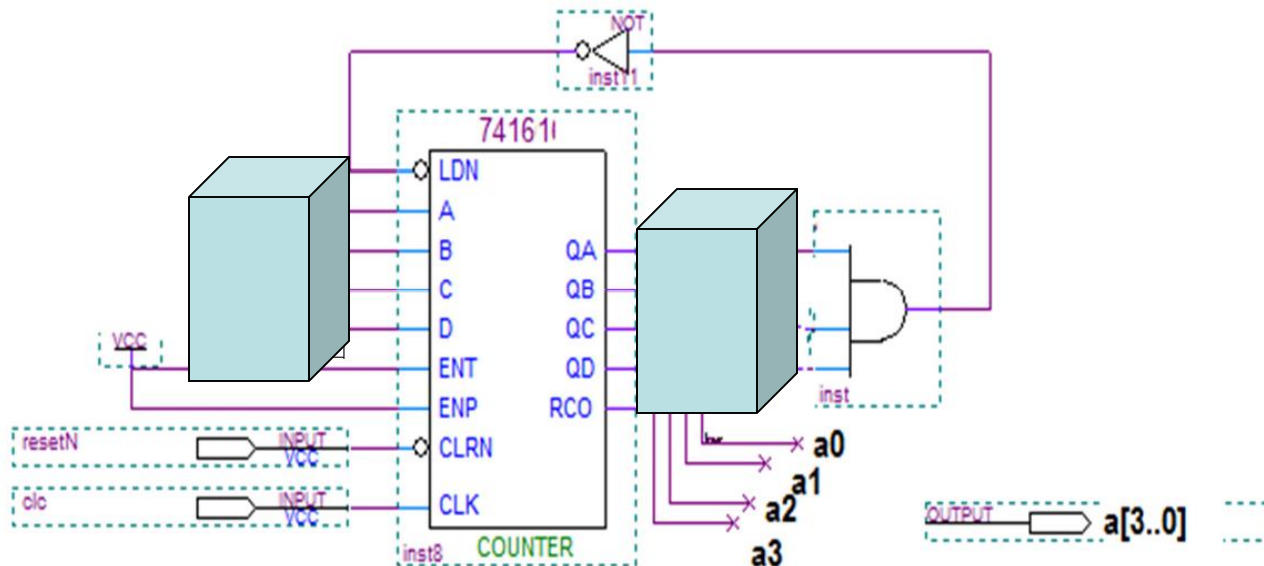 NOT
inst11
74161
LDN
A
B
QA
C
QB
D
QC
VCC
ENT
QD
ENP
RCO
inst
resetN
INPUT
VCC
CLRN
a0
a1
clc
INPUT
VCC
CLK
a2
OUTPUT
a[3..0]
inst8
COUNTER
a3